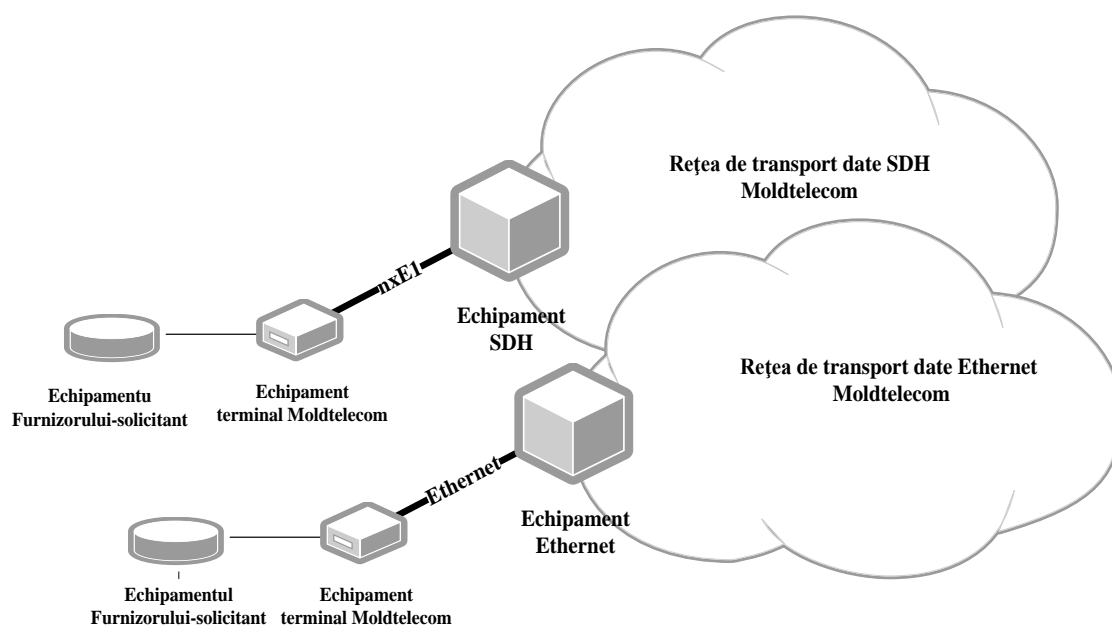 Reţea de transport date SDH
Moldtelecom
nxE1
Echipament
SDH
Echipamentu
Furnizorului-solicitant
Echipament
terminal Moldtelecom
Reţea de transport date Ethernet
Moldtelecom
Ethernet
Echipament
Ethernet
Echipamentul
Furnizorului-solicitant
Echipament
terminal Moldtelecom